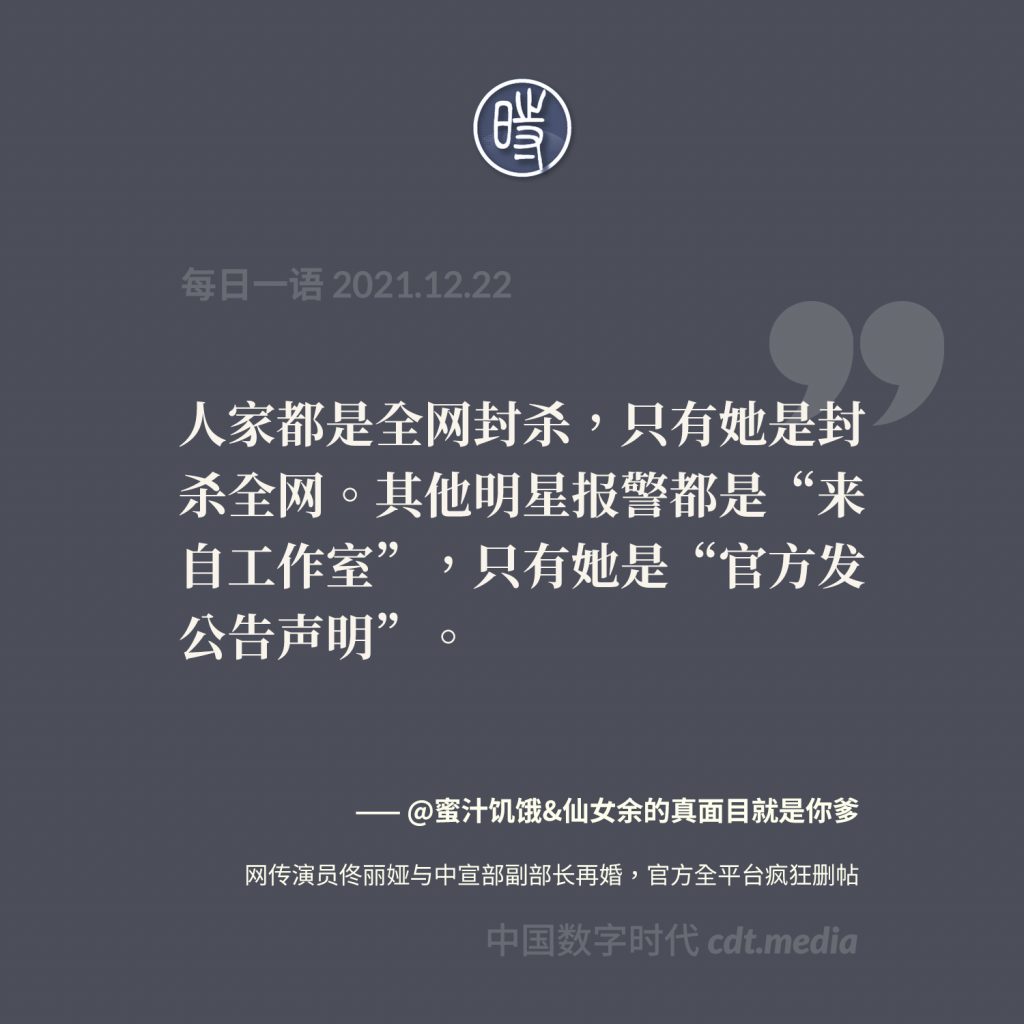 時
每日一语 2021.12.22
人家都是全网封杀，只有她是封
杀全网。其他明星报警都是“来
自工作室”，只有她是“官方发
公告声明”。
—— @蜜汁饥饿&仙女余的真面目就是你爹
网传演员佟丽娅与中宣部副部长再婚，官方全平台疯狂删帖
中国数字时代 cdt.media